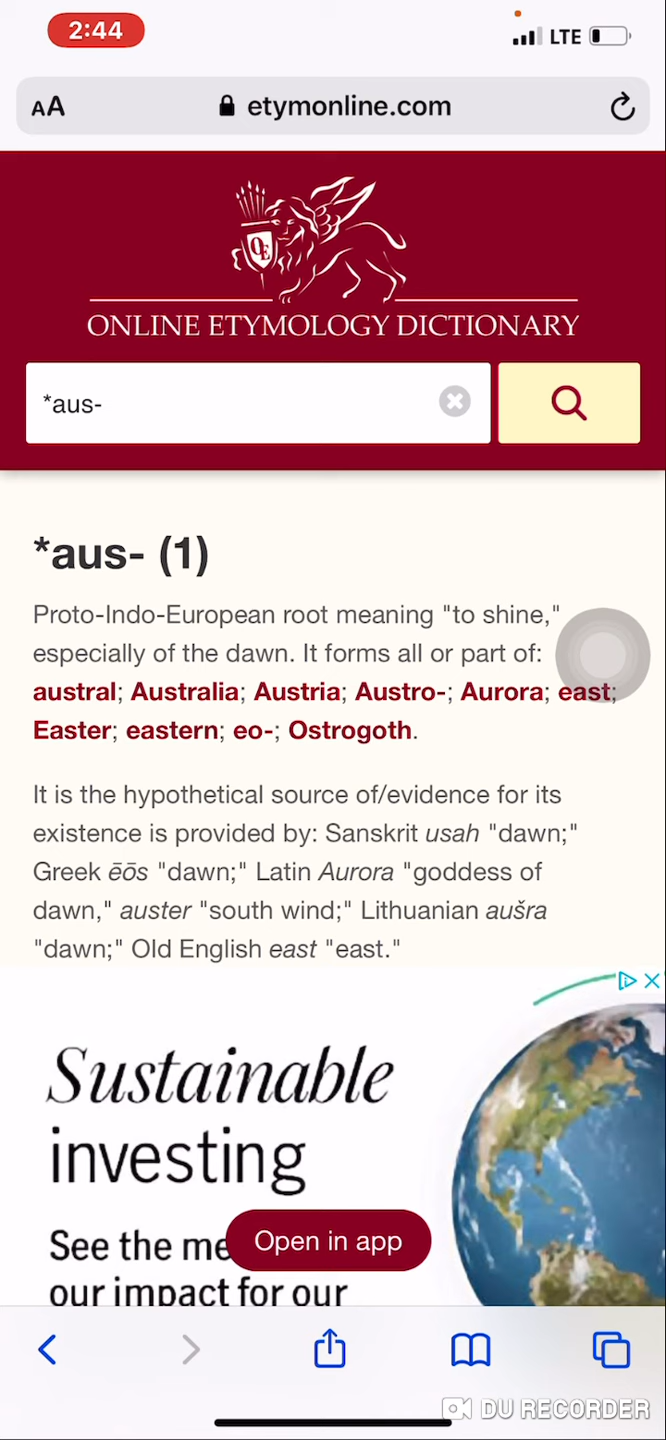 2:44
LTE
AA
etymonline.com
OE
ONLINE ETYMOLOGY DICTIONARY
*aus-
*aus- (1)
Proto-Indo-European root meaning "to shine,"
especially of the dawn. It forms all or part of:
austral; Australia; Austria; Austro-; Aurora; east;
Easter; eastern; eo-; Ostrogoth.
It is the hypothetical source of/evidence for its
existence is provided by: Sanskrit usah "dawn;"
Greek ēōs "dawn;" Latin Aurora "goddess of
dawn," auster "south wind;" Lithuanian aušra
"dawn;" Old English east "east."
Sustainable
investing
See the
Open in app
our impact for our
DU RECORDER